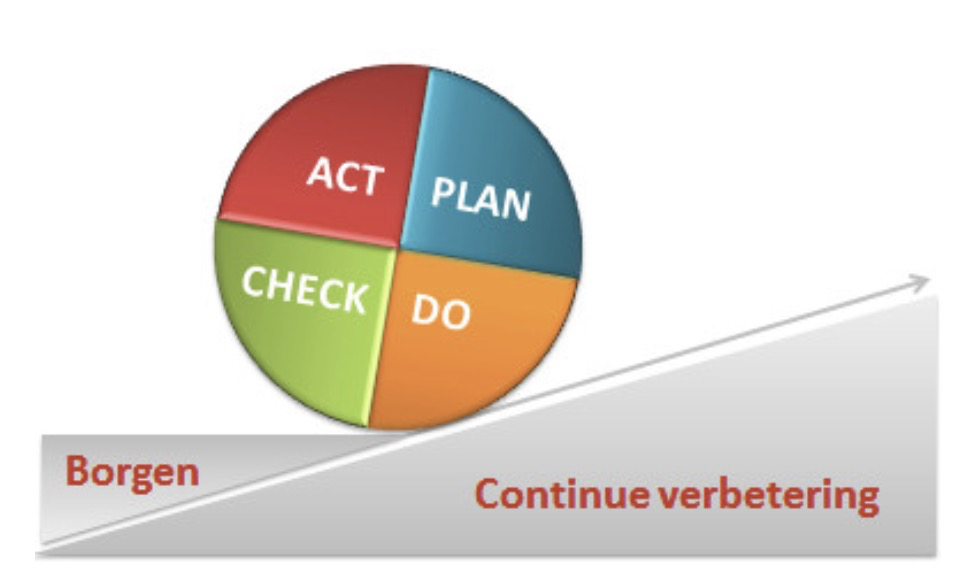 ACT
PLAN
CHECK
DO
Borgen
Continue verbetering